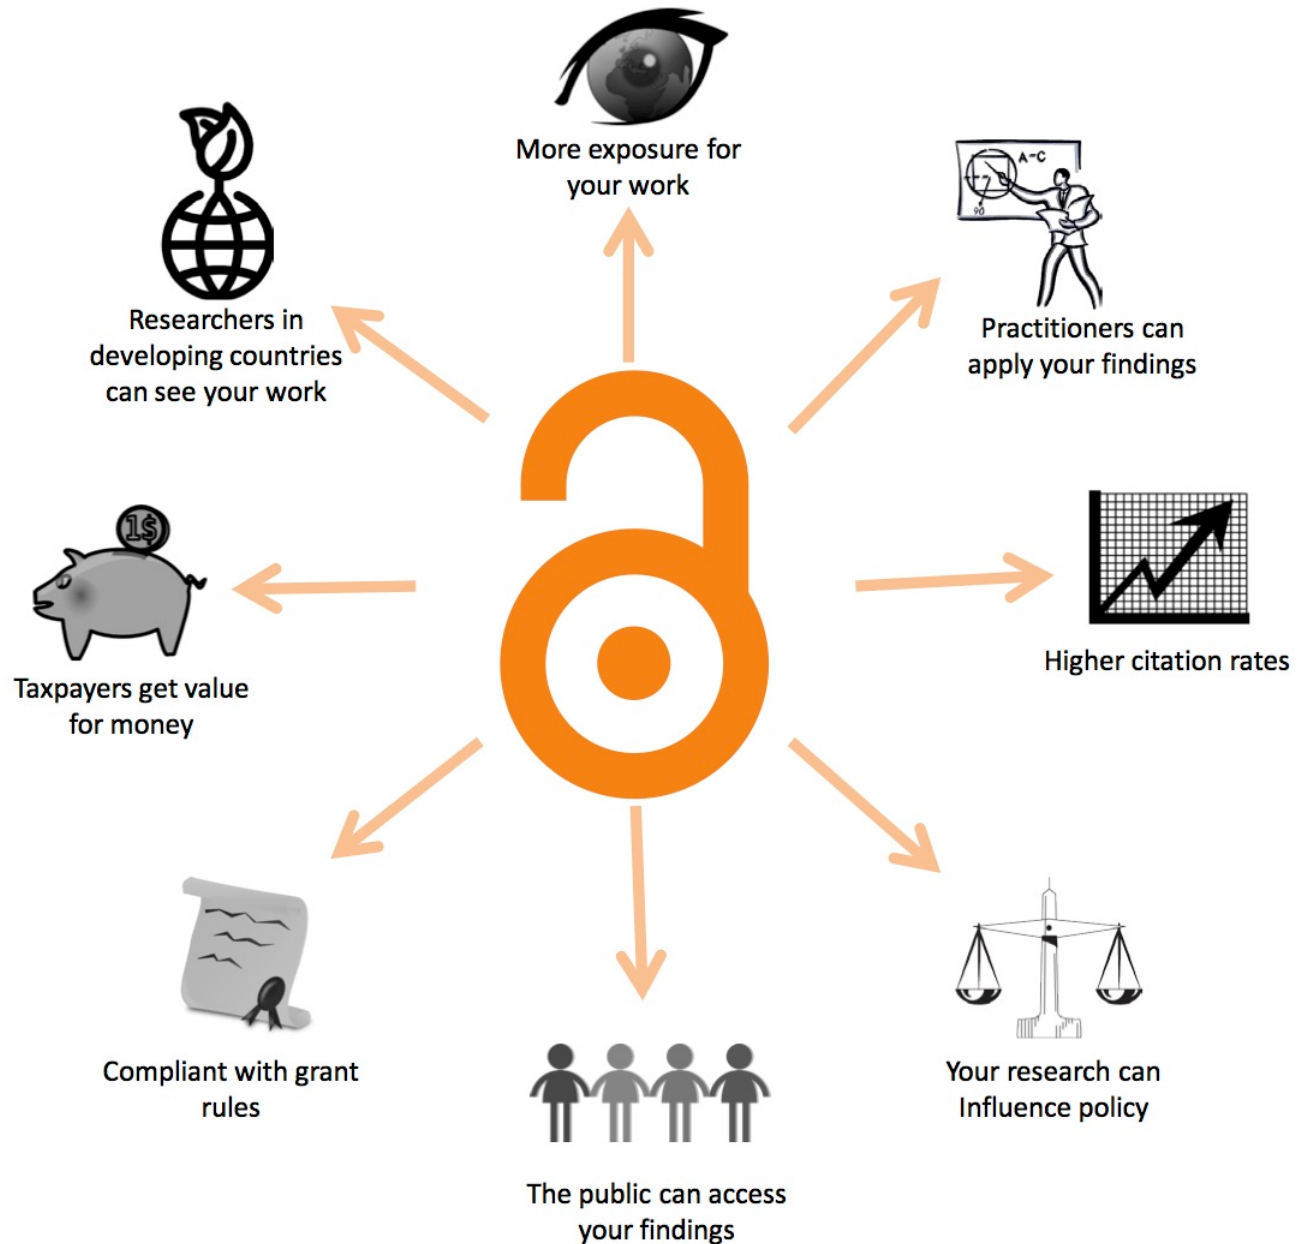 More exposure for
your work
A-C
90
Practitioners can
apply your findings
Researchers in
developing countries
can see your work
1$
Higher citation rates
Taxpayers get value
for money
Compliant with grant
rules
Your research can
Influence policy
The public can access
your findings